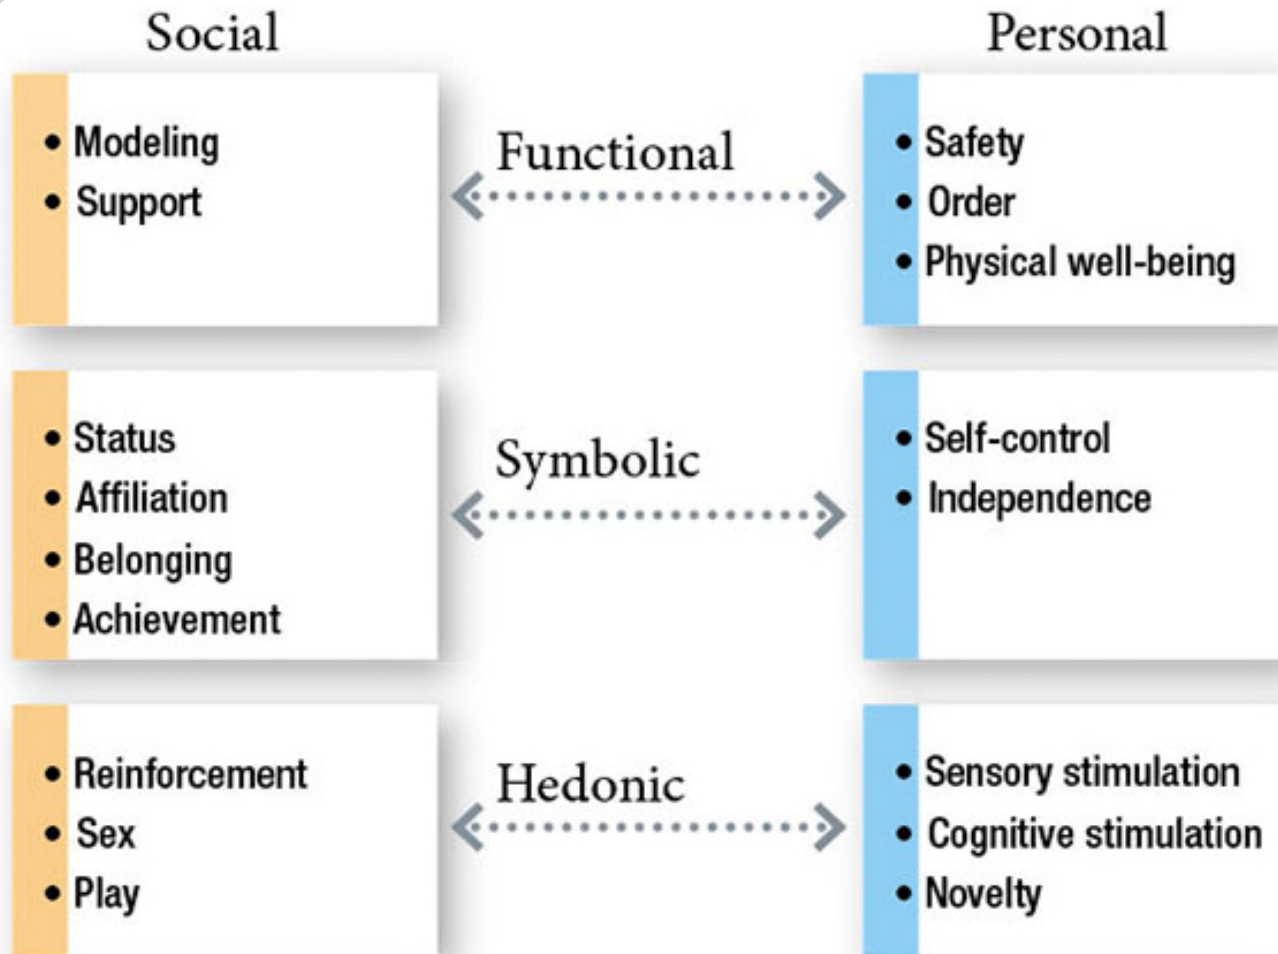 Social
Personal
• Modeling
• Support
Functional
• Safety
• Order
• Physical well-being
• Status
• Affiliation
• Belonging
• Achievement
Symbolic
• Self-control
• Independence
• Reinforcement
• Sex
• Play
Hedonic
• Sensory stimulation
• Cognitive stimulation
• Novelty